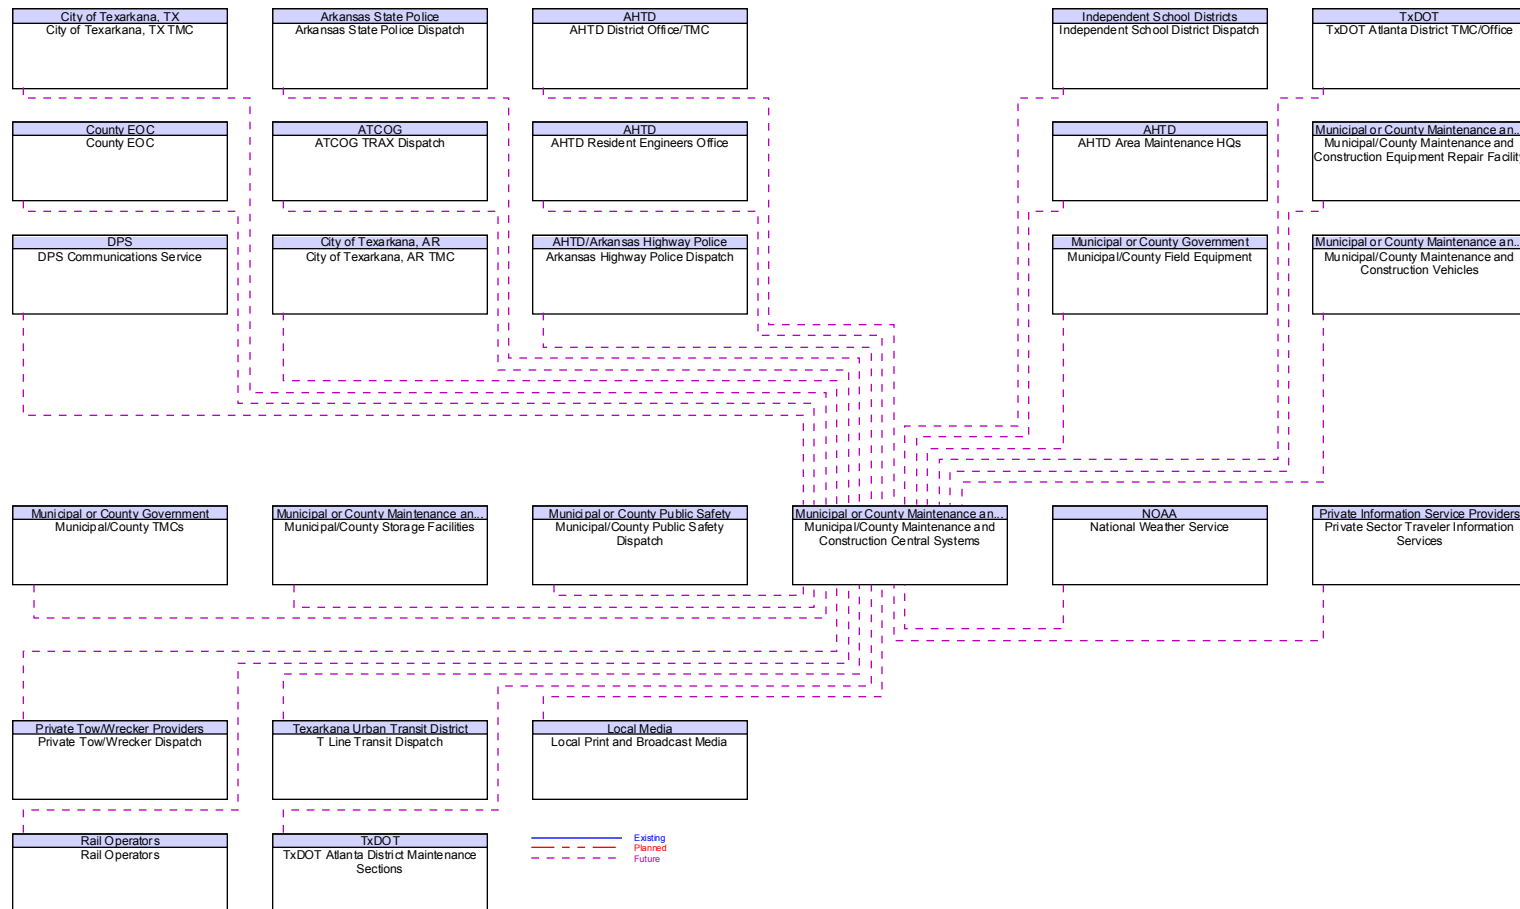 City of Texarkana, TX
City of Texarkana, TX TMC
Arkansas State Police
Arkansas State Police Dispatch
AHTD
AHTD District Office/TMC
Independent School Districts
Independent School District Dispatch
TxDOT
TxDOT Atlanta District TMC/Office
County EOC
County EOC
ATCOG
ATCOG TRAX Dispatch
AHTD
AHTD Resident Engineers Office
AHTD
AHTD Area Maintenance HQs
Municipal or County Maintenance an...
Municipal/County Maintenance and
Construction Equipment Repair Facilit
DPS
DPS Communications Service
City of Texarkana, AR
City of Texarkana, AR TMC
AHTD/Arkansas Highway Police
Arkansas Highway Police Dispatch
Municipal or County Government
Municipal/County Field Equipment
Municipal or County Maintenance an...
Municipal/County Maintenance and
Construction Vehicles
Municipal or County Government
Municipal/County TMCs
Municipal or County Maintenance an...
Municipal/County Storage Facilities
Municipal or County Public Safety
Municipal/County Public Safety
Dispatch
Municipal or County Maintenance an...
Municipal/County Maintenance and
Construction Central Systems
NOAA
National Weather Service
Private Information Service Providers
Private Sector Traveler Information
Services
Private Tow/Wrecker Providers
Private Tow/Wrecker Dispatch
Texarkana Urban Transit District
T Line Transit Dispatch
Local Media
Local Print and Broadcast Media
Rail Operators
Rail Operators
TxDOT
TxDOT Atlanta District Maintenance
Sections
Existing
Planned
Future